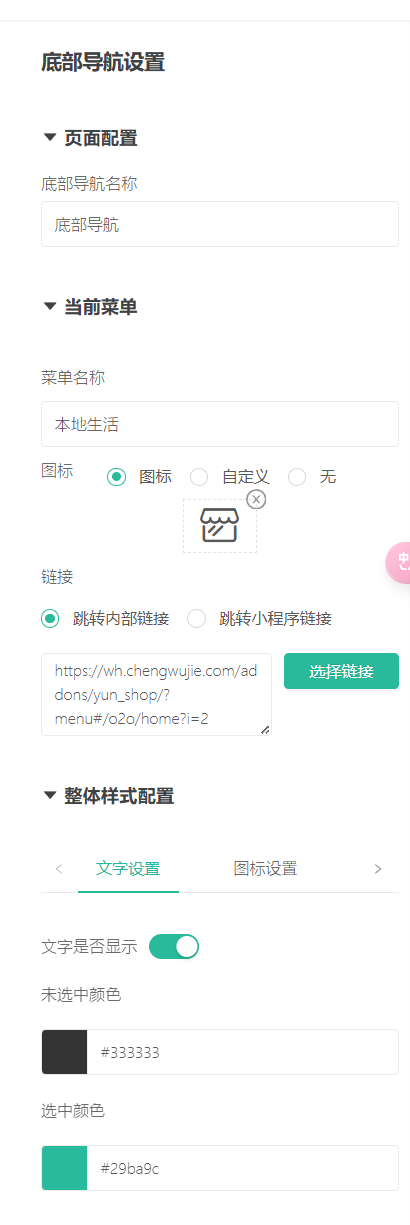 底部导航设置
页面配置
底部导航名称
底部导航
当前菜单
菜单名称
本地生活
图标 图标 自定义 无
链接
跳转内部链接 跳转小程序链接
https://wh.chengwujie.com/ad
dons/yun_shop/?
menu#/o2o/home?i=2
选择链接
整体样式配置
< 文字设置 图标设置 >
文字是否显示
未选中颜色
#333333
选中颜色
#29ba9c